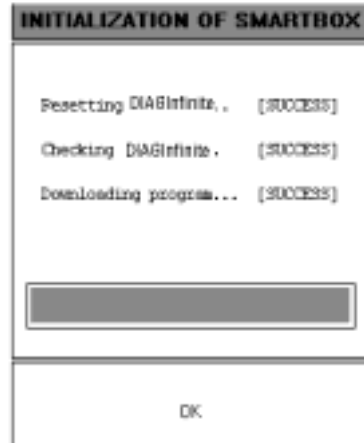 INITIALIZATION OF SMARTBOX
Resetting DIAGInfinite.. [SUCCESS]
Checking DIAGInfinite. [SUCCESS]
Downloading program... [SUCCESS]
OK